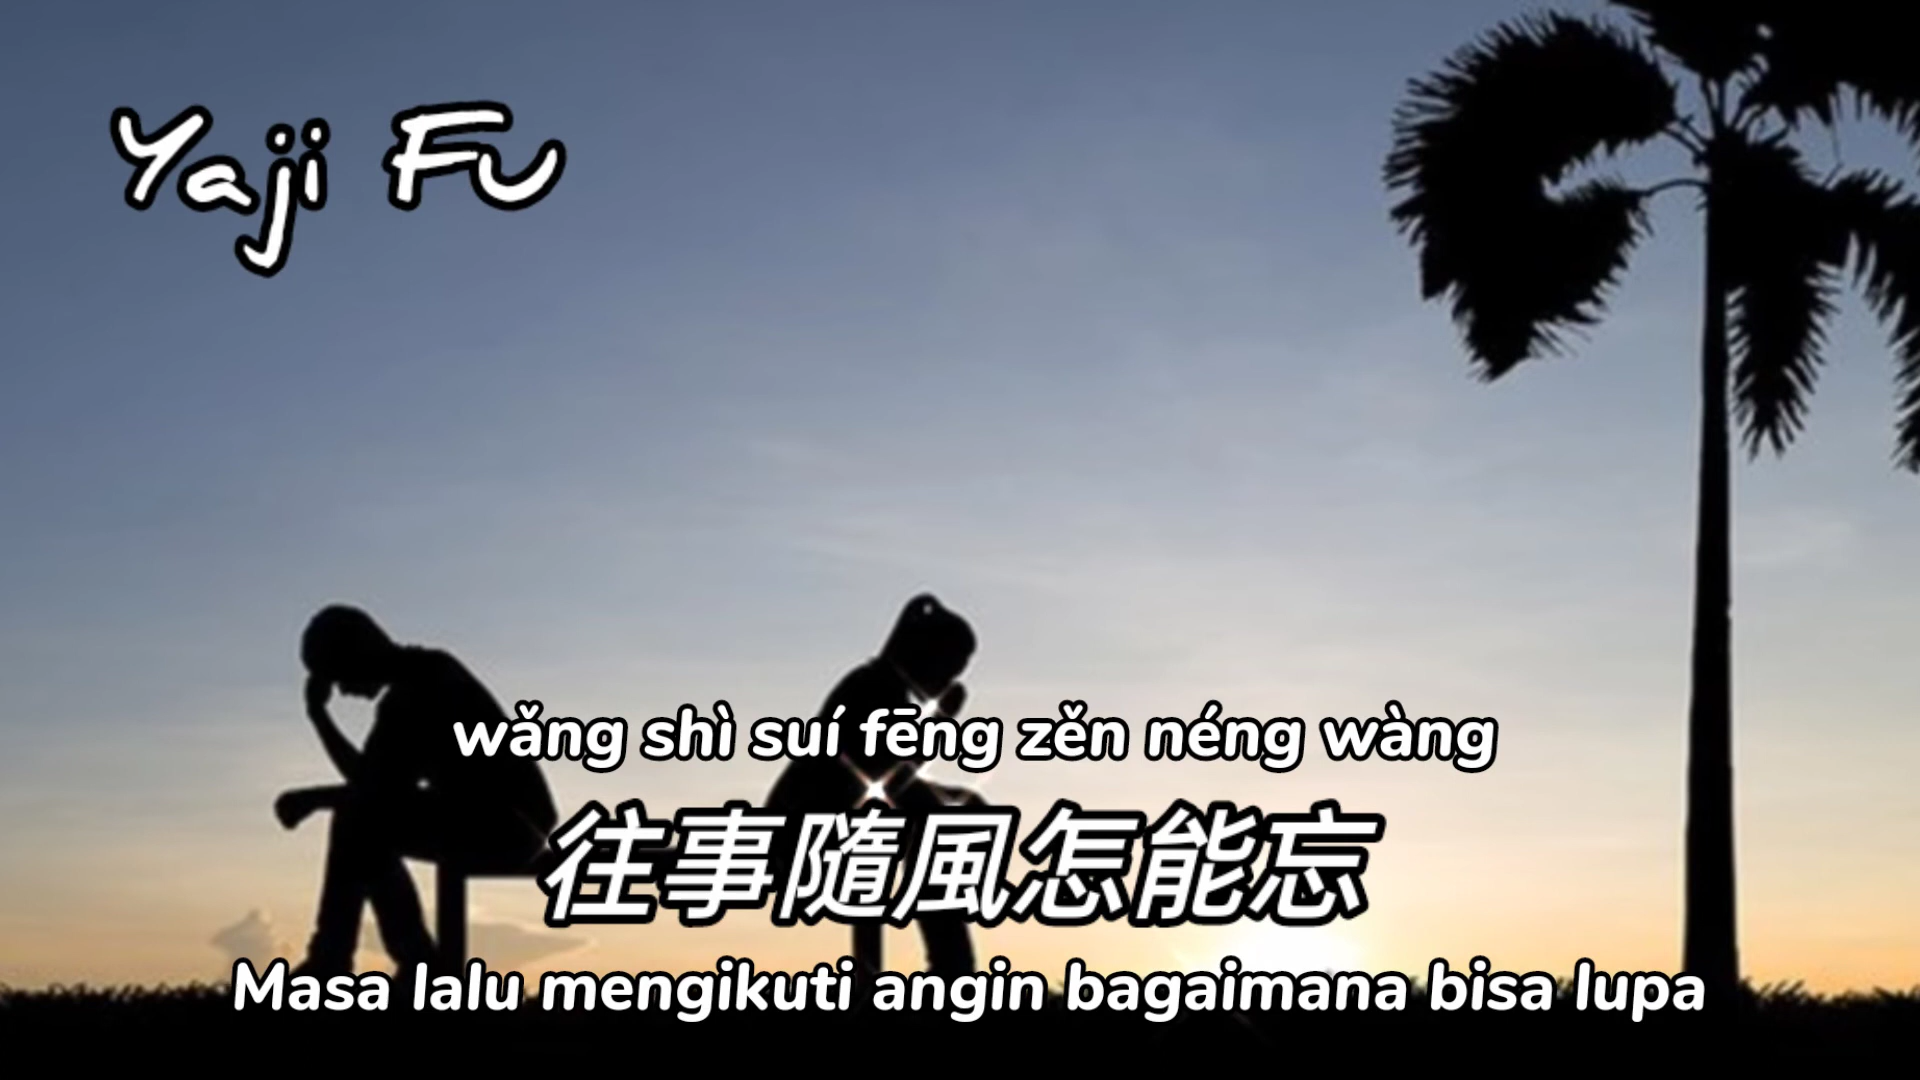 Yaji Fu
wǎng shì suí fēng zěn néng wàng
往事隨風怎能忘
Masa lalu mengikuti angin bagaimana bisa lupa